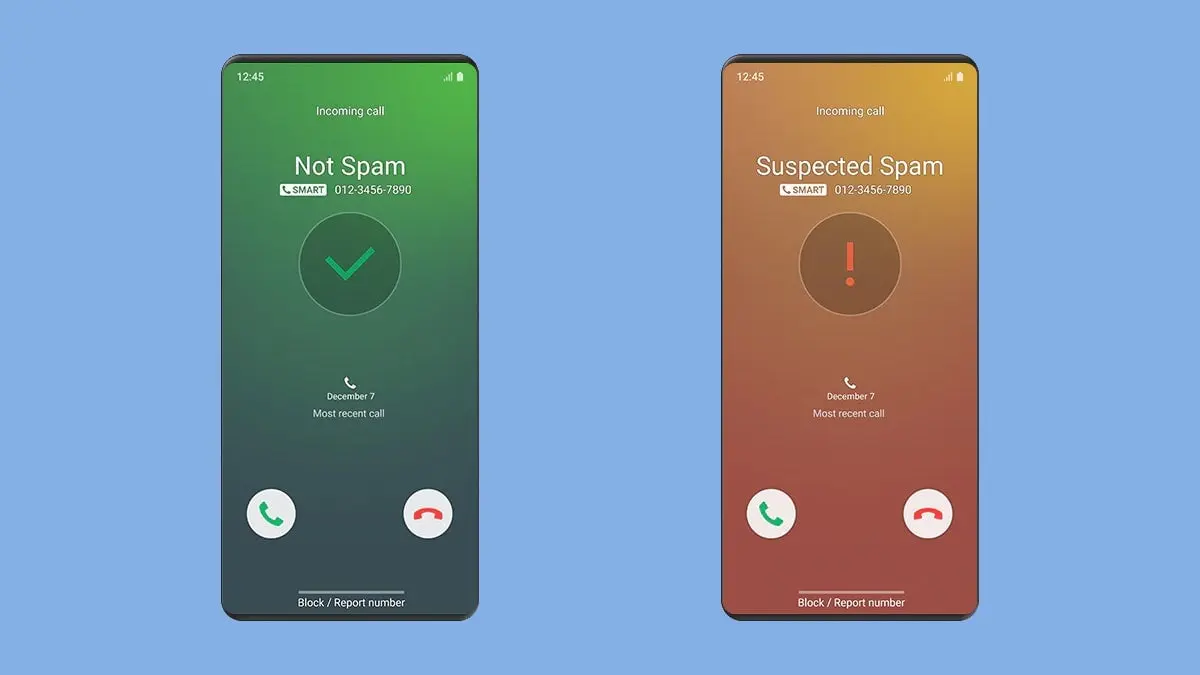 12:45
Incoming call
Not Spam
SMART 012-3456-7890
December 7
Most recent call
Block / Report number
12:45
Incoming call
Suspected Spam
SMART 012-3456-7890
December 7
Most recent call
Block / Report number